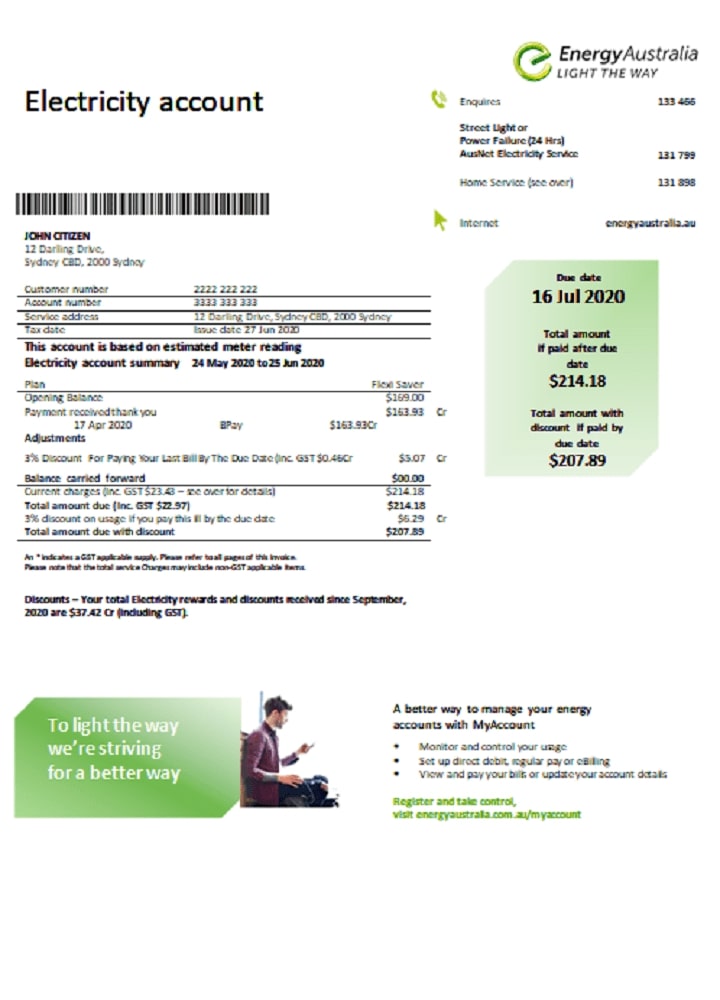 EnergyAustralia
LIGHT THE WAY
Electricity account
Enquires 133 466
Street Light or
Power Failure (24 Hrs)
AusNet Electricity Service 131 799
Home Service (see over) 131 898
Internet energyaustralia.au
JOHN CITIZEN
12 Darling Drive,
Sydney CBD, 2000 Sydney
Customer number 2222 222 222
Account number 3333 333 333
Service address 12 Darling Drive, Sydney CBD, 2000 Sydney
Tax date Issue date 27 Jun 2020
This account is based on estimated meter reading
Electricity account summary 24 May 2020 to 25 Jun 2020
Plan Flexi Saver
Opening Balance $169.00
Payment received thank you $163.93 Cr
17 Apr 2020 BPay $163.93Cr
Adjustments
3% Discount For Paying Your Last Bill By The Due Date (inc. GST $0.46Cr $5.07 Cr
Balance carried forward $00.00
Current charges (inc. GST $23.43 – see over for details) $214.18
Total amount due (Inc. GST $22.97) $214.18
3% discount on usage if you pay this ill by the due date $6.29 Cr
Total amount due with discount $207.89
An * indicates a GST applicable supply. Please refer to all pages of this invoice.
Please note that the total service Charges may include non-GST applicable items.
Discounts – Your total Electricity rewards and discounts received since September,
2020 are $37.42 Cr (including GST).
Due date
16 Jul 2020
Total amount
if paid after due
date
$214.18
Total amount with
discount if paid by
due date
$207.89
To light the way
we're striving
for a better way
A better way to manage your energy
accounts with MyAccount
• Monitor and control your usage
• Set up direct debit, regular pay or eBilling
• View and pay your bills or update your account details
Register and take control,
visit energyaustralia.com.au/myaccount